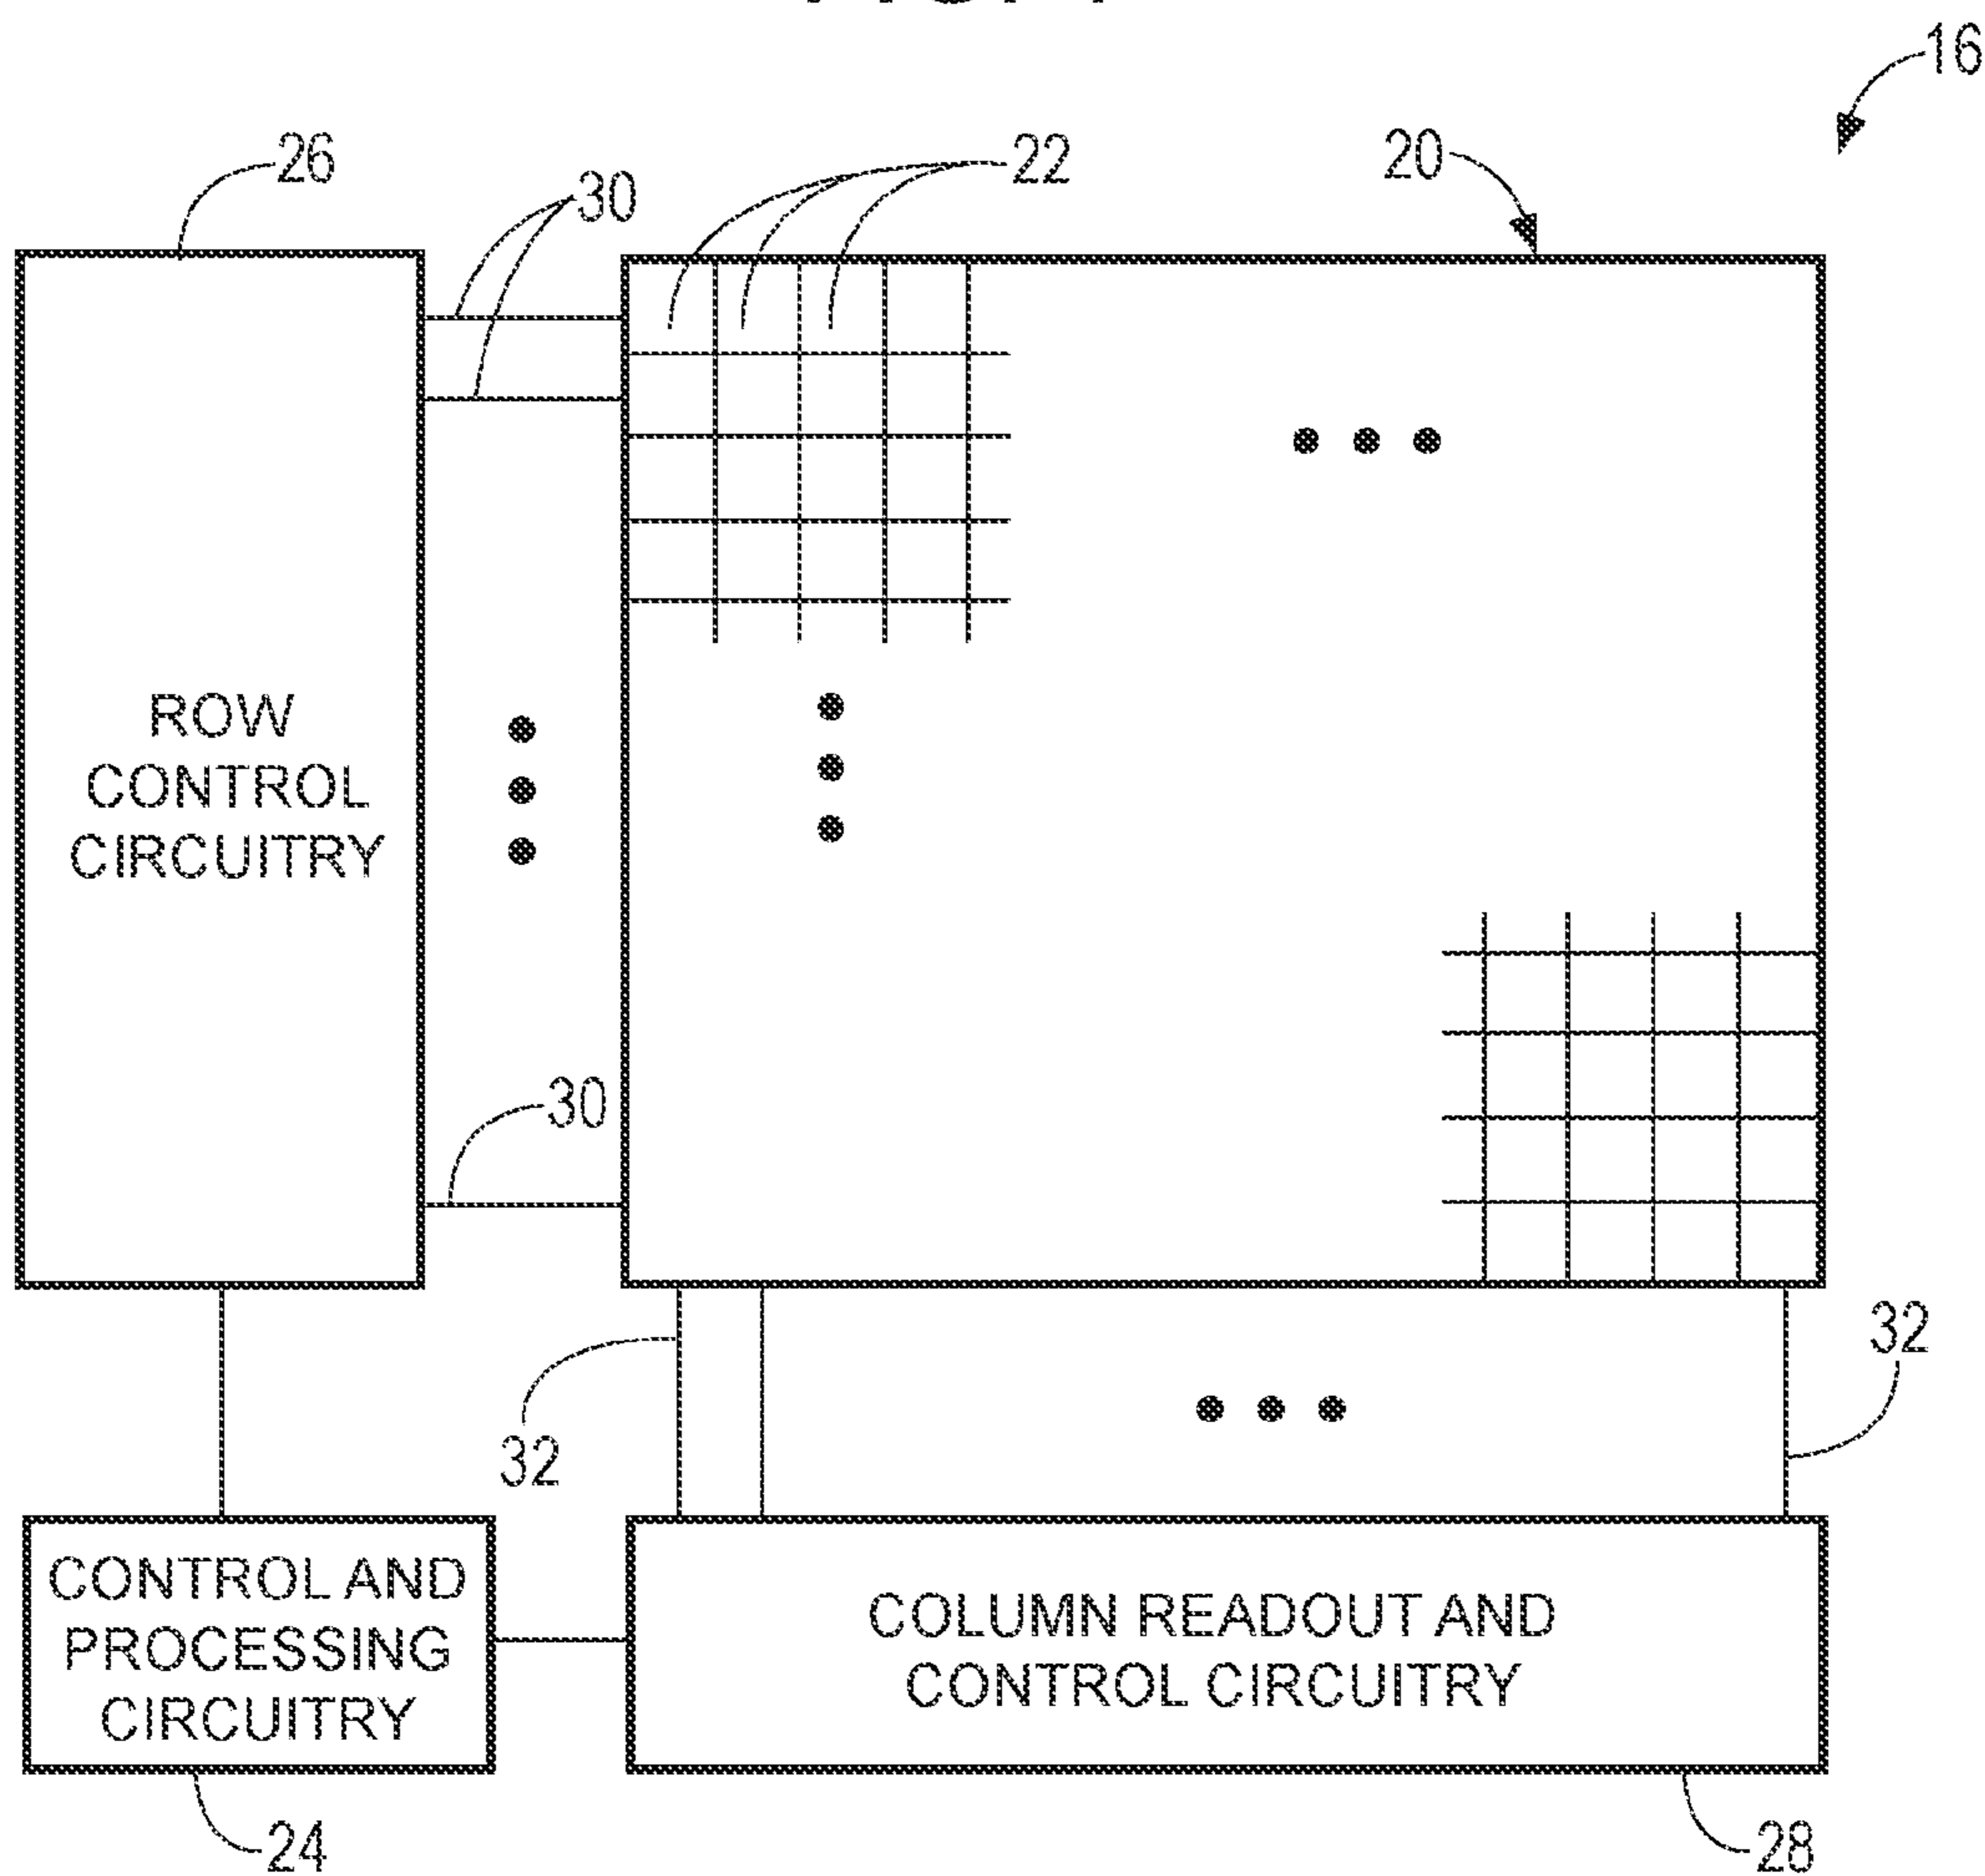 16
26
30
22
20
ROW
CONTROL
CIRCUITRY
30
32
32
CONTROL AND
PROCESSING
CIRCUITRY
COLUMN READOUT AND
CONTROL CIRCUITRY
24
28